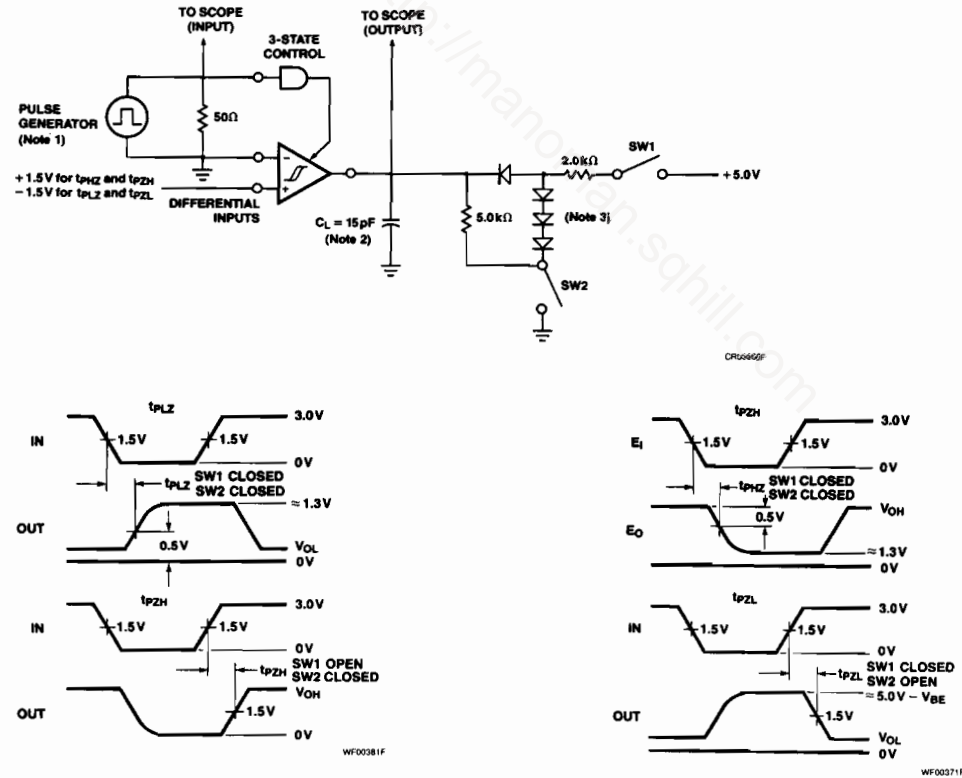 TO SCOPE
(INPUT)
TO SCOPE
(OUTPUT)
3-STATE
CONTROL
PULSE
GENERATOR
(Note 1)
50Ω
+1.5V for tPHZ and tPZH
−1.5V for tPLZ and tPZL
DIFFERENTIAL
INPUTS
−
+
CL = 15pF
(Note 2)
5.0kΩ
2.0kΩ
SW1
+5.0V
(Note 3)
SW2
manoman.sqhill.com
tPLZ
IN
3.0V
1.5V
1.5V
0V
tPLZ
SW1 CLOSED
SW2 CLOSED
≈1.3V
OUT
0.5V
VOL
0V
tPZH
IN
3.0V
1.5V
1.5V
0V
tPZH
SW1 OPEN
SW2 CLOSED
VOH
OUT
1.5V
0V
WF00381F
tPZH
EI
3.0V
1.5V
1.5V
0V
tPHZ
SW1 CLOSED
SW2 CLOSED
VOH
EO
0.5V
≈1.3V
0V
tPZL
IN
3.0V
1.5V
1.5V
0V
tPZL
SW1 CLOSED
SW2 OPEN
≈5.0V − VBE
OUT
1.5V
VOL
0V
WF00371F